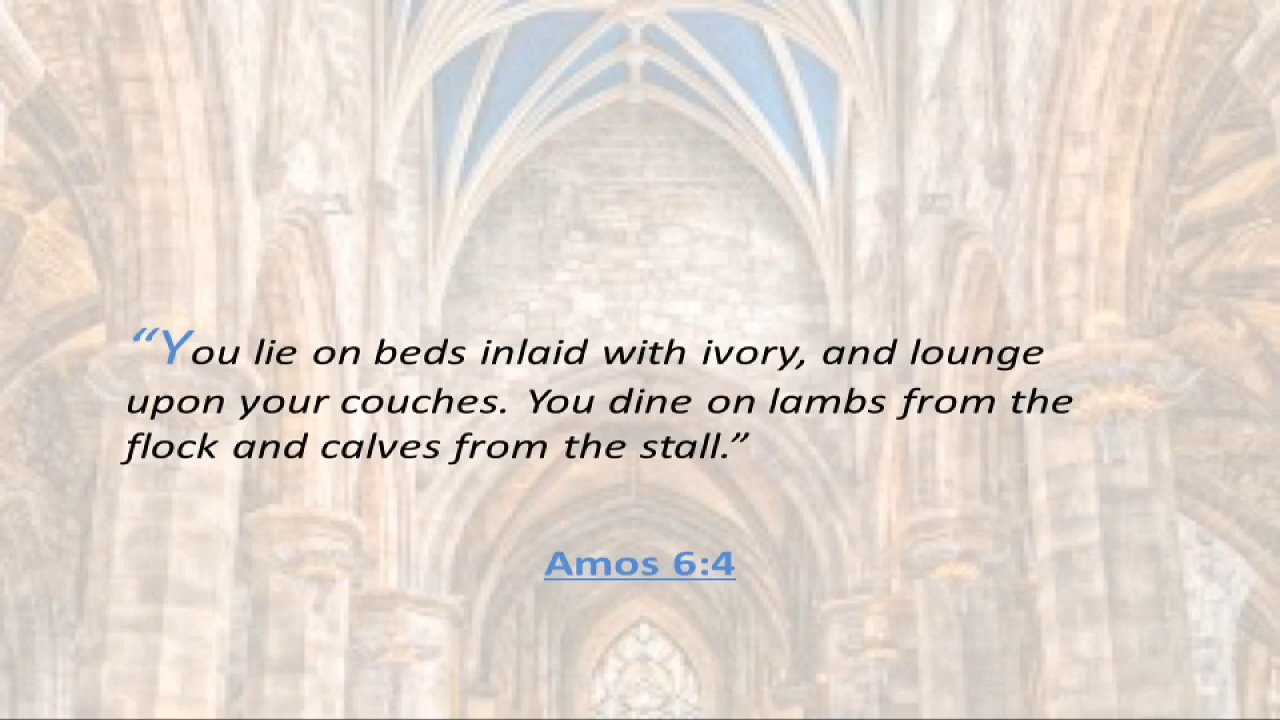 “You lie on beds inlaid with ivory, and lounge
upon your couches. You dine on lambs from the
flock and calves from the stall.”
Amos 6:4